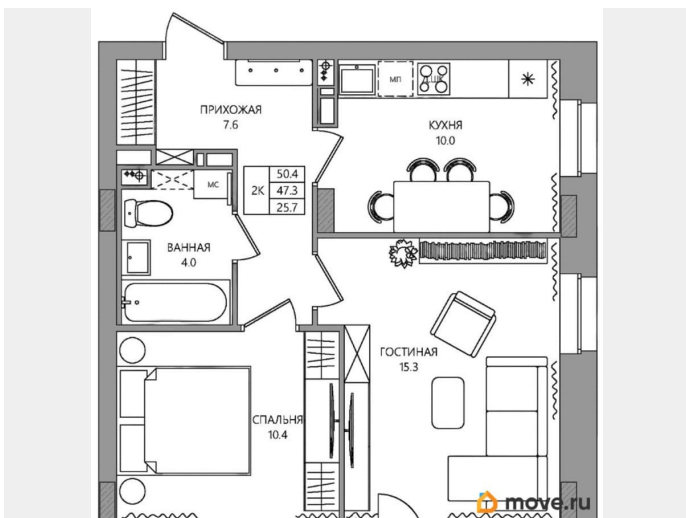 ПРИХОЖАЯ
7.6
МП
КУХНЯ
10.0
2К
50.4
47.3
25.7
МС
ВАННАЯ
4.0
ГОСТИНАЯ
15.3
СПАЛЬНЯ
10.4
move.ru